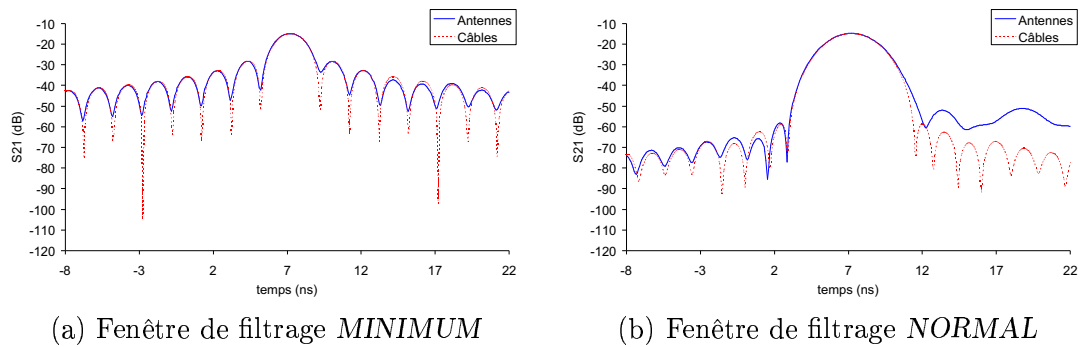 -10
-20
-30
-40
-50
-60
-70
-80
-90
-100
-110
-120
S21 (dB)
-8 -3 2 7 12 17 22
temps (ns)
Antennes
Câbles
(a) Fenêtre de filtrage MINIMUM
-10
-20
-30
-40
-50
-60
-70
-80
-90
-100
-110
-120
S21 (dB)
-8 -3 2 7 12 17 22
temps (ns)
Antennes
Câbles
(b) Fenêtre de filtrage NORMAL